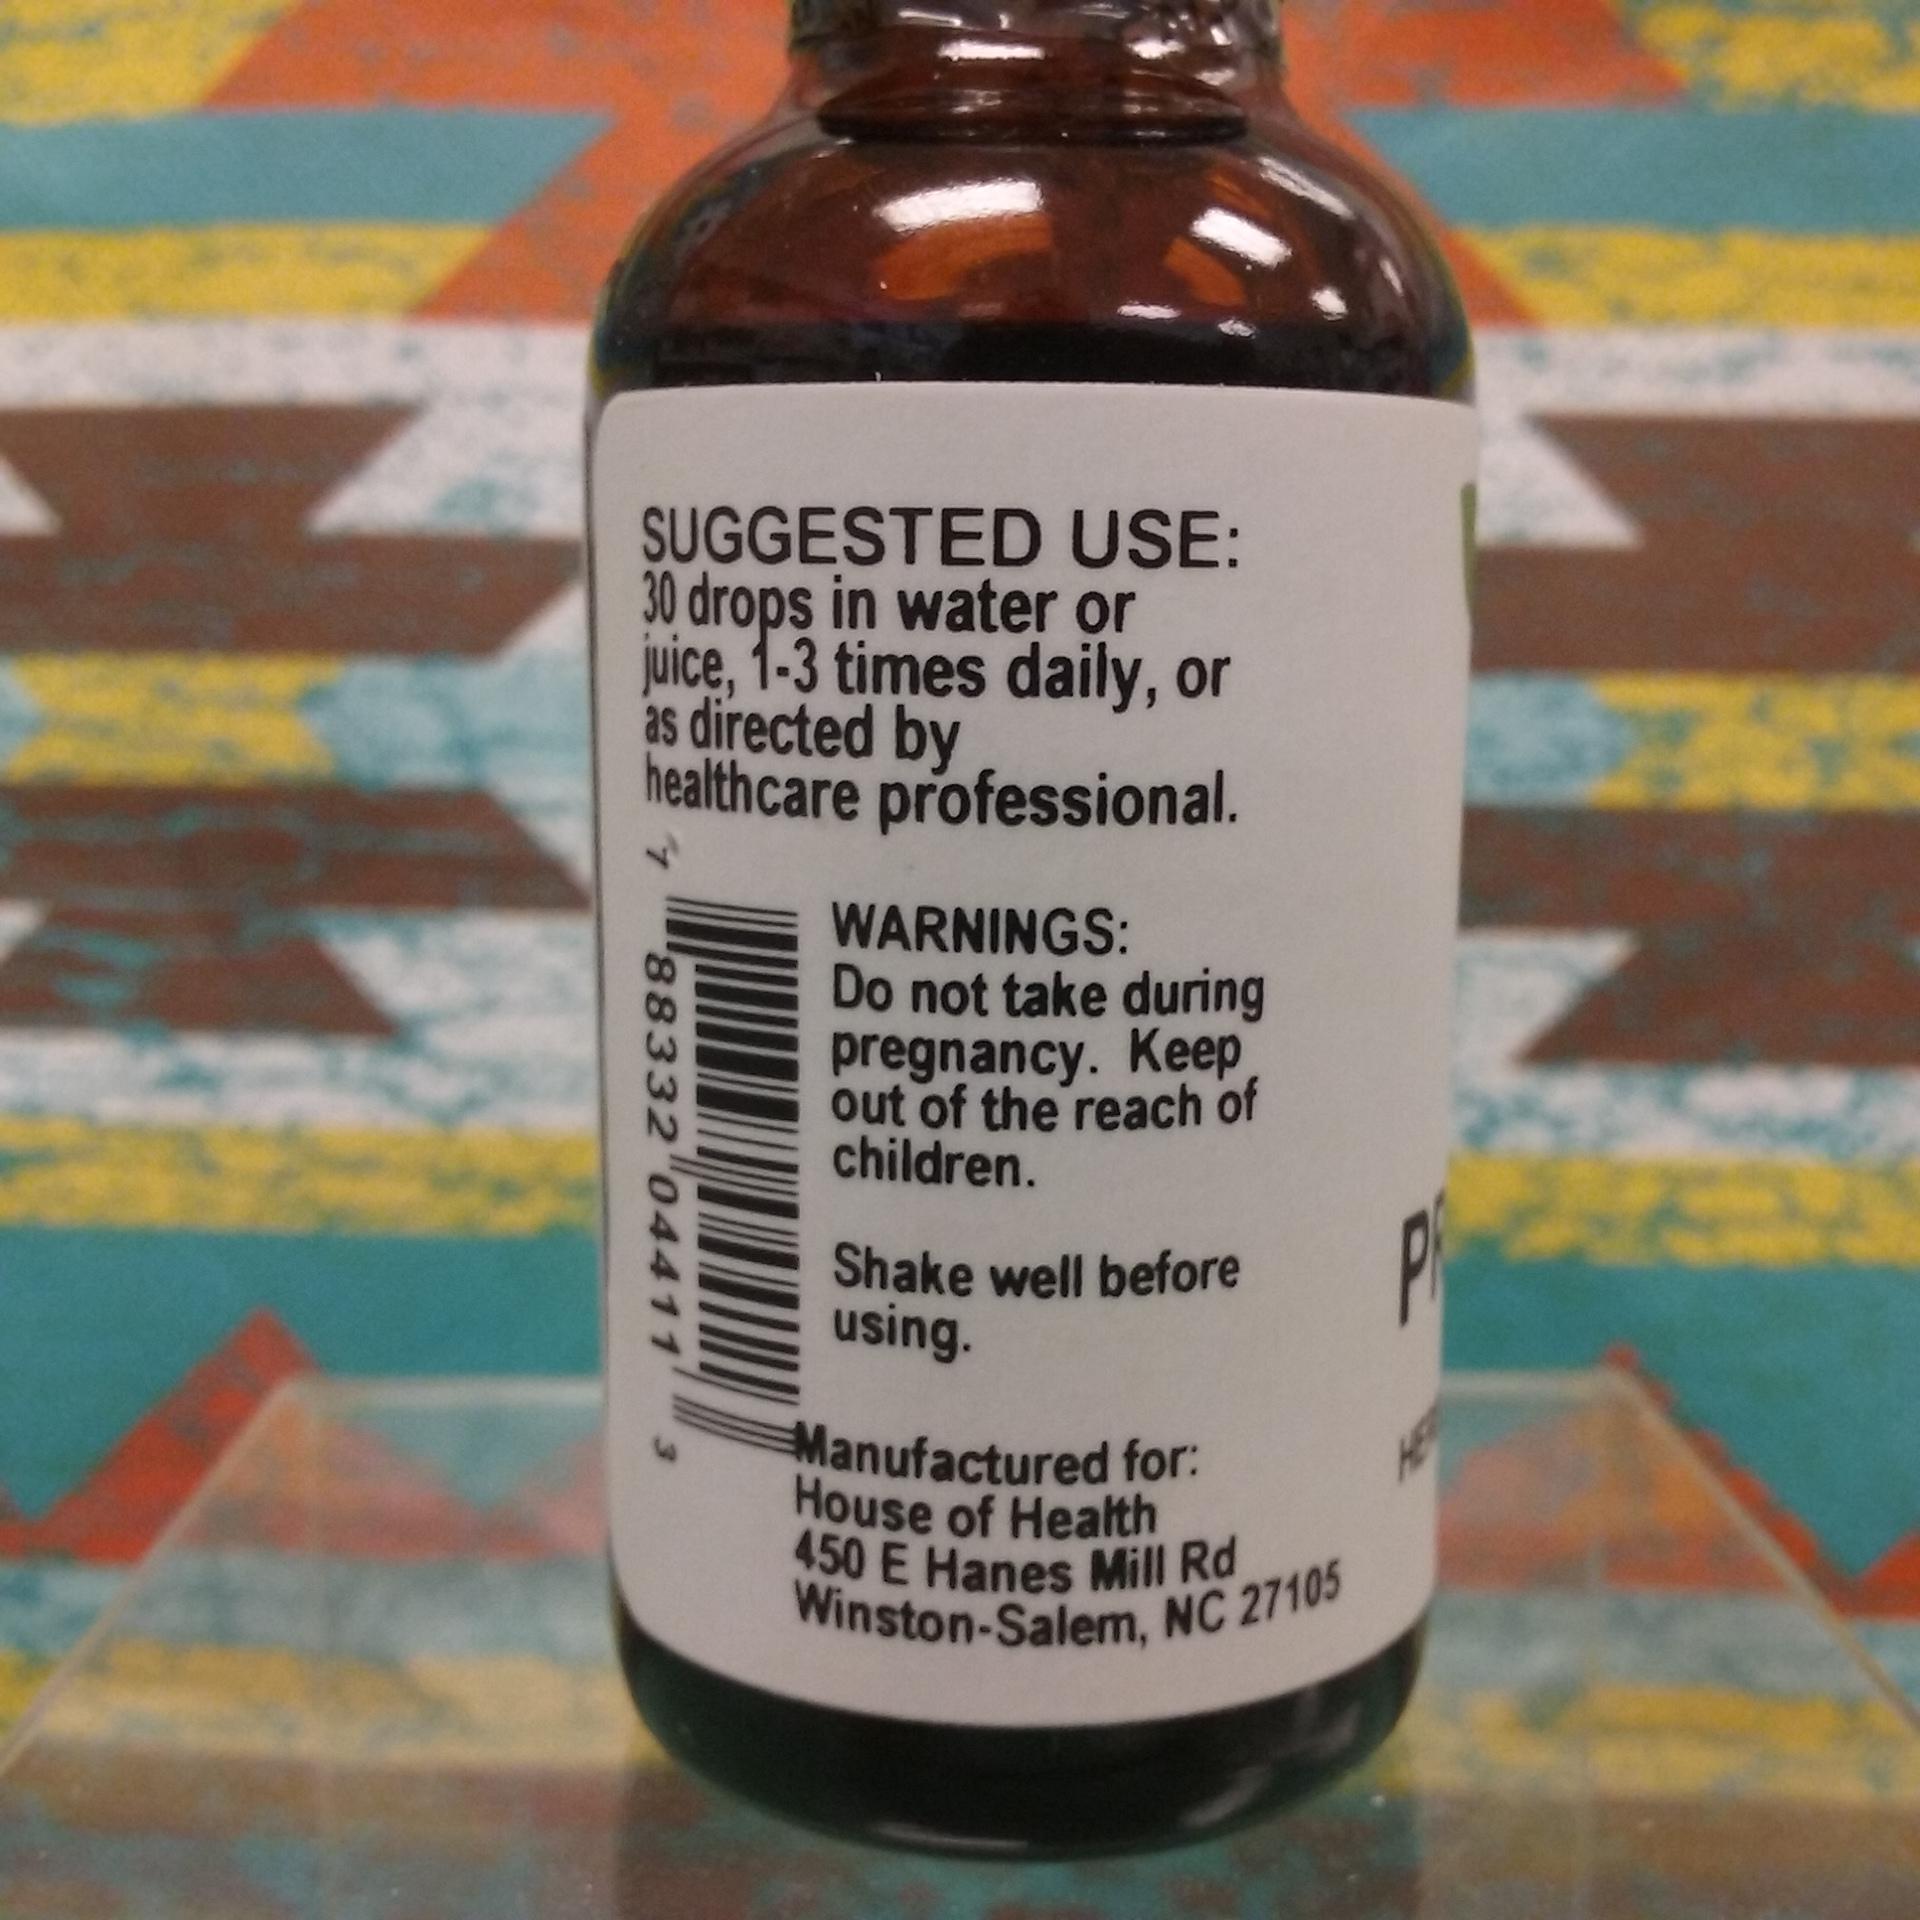 SUGGESTED USE:
30 drops in water or
juice, 1-3 times daily, or
as directed by
healthcare professional.
7 88332 04411 3
WARNINGS:
Do not take during
pregnancy. Keep
out of the reach of
children.
Shake well before
using.
Manufactured for:
House of Health
450 E Hanes Mill Rd
Winston-Salem, NC 27105